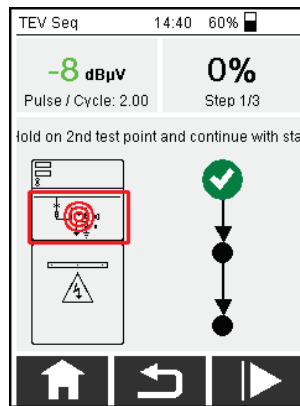 TEV Seq 14:40 60%
-8 dBµV 0%
Pulse / Cycle: 2.00 Step 1/3
Hold on 2nd test point and continue with sta